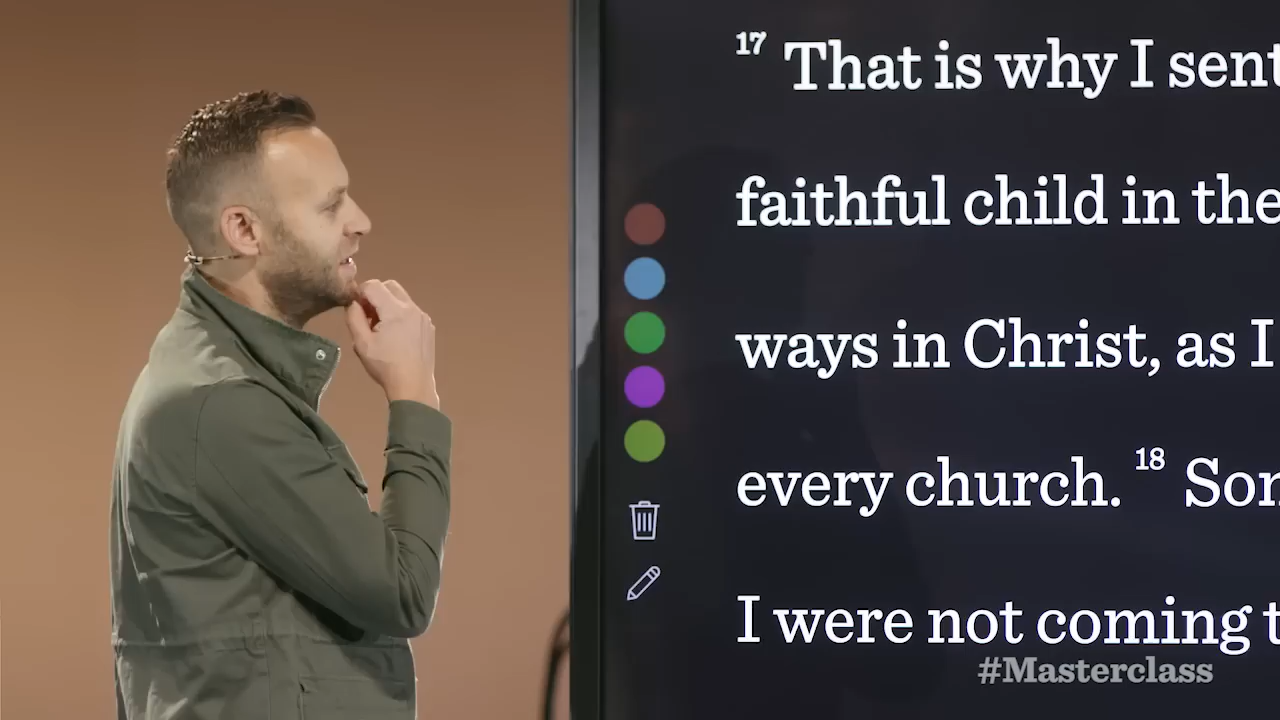 17 That is why I sent
faithful child in the
ways in Christ, as I
every church. 18 Som
I were not coming t
#Masterclass